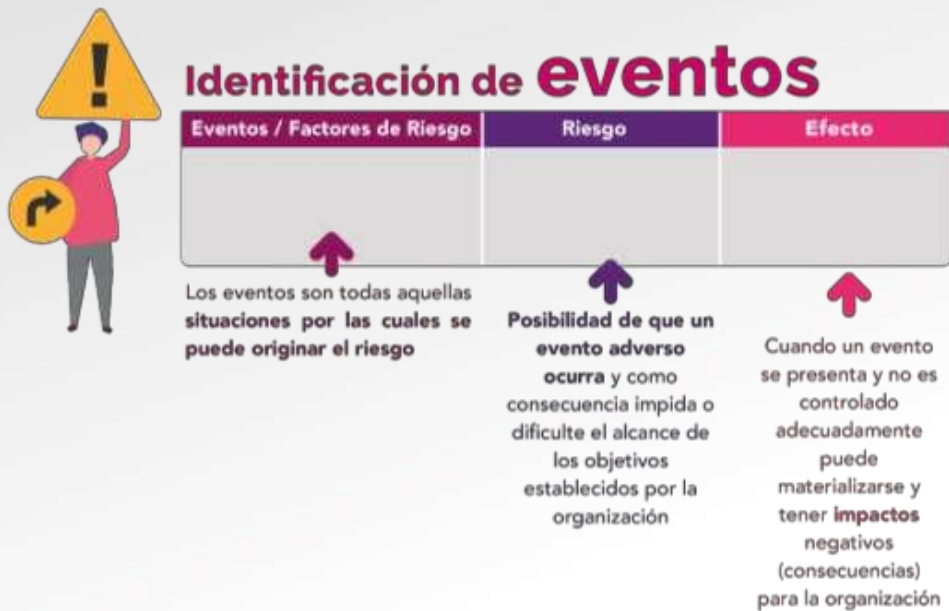 Identificación de eventos
Eventos / Factores de Riesgo
Riesgo
Efecto
Los eventos son todas aquellas
situaciones por las cuales se
puede originar el riesgo
Posibilidad de que un
evento adverso
ocurra y como
consecuencia impida o
dificulte el alcance de
los objetivos
establecidos por la
organización
Cuando un evento
se presenta y no es
controlado
adecuadamente
puede
materializarse y
tener impactos
negativos
(consecuencias)
para la organización